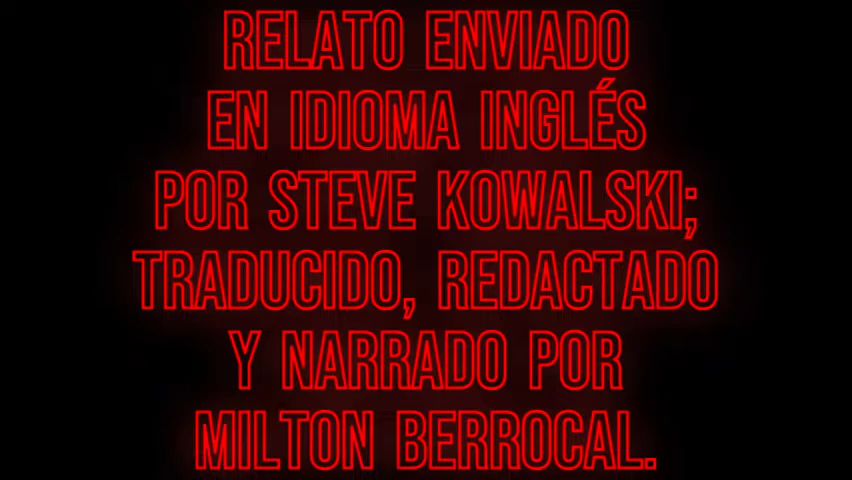 RELATO ENVIADO
EN IDIOMA INGLÉS
POR STEVE KOWALSKI;
TRADUCIDO, REDACTADO
Y NARRADO POR
MILTON BERROCAL.